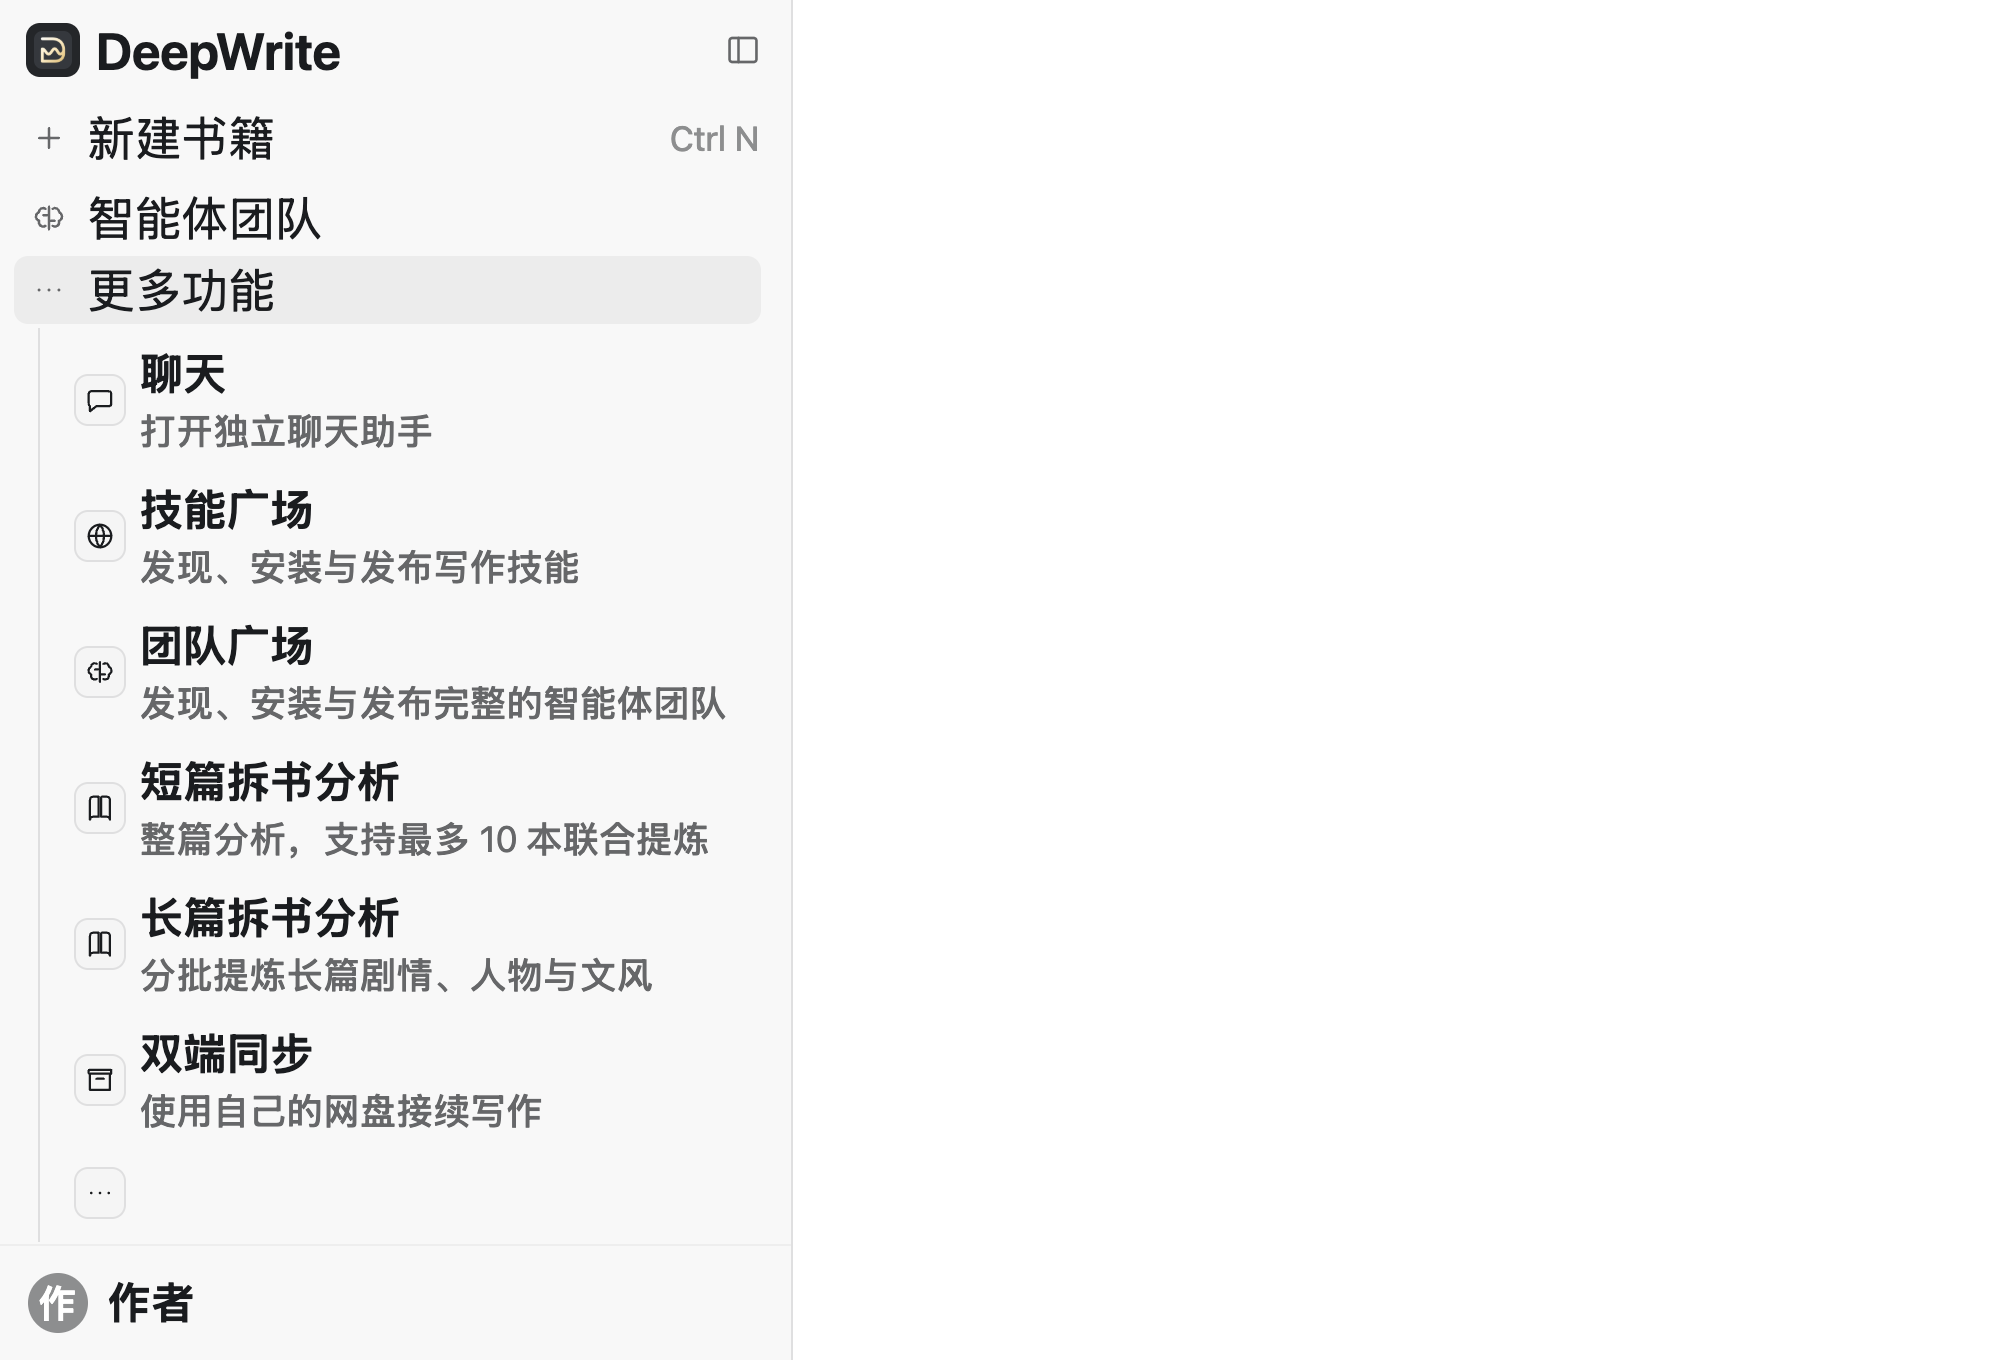 DeepWrite
新建书籍 Ctrl N
智能体团队
更多功能
聊天
打开独立聊天助手
技能广场
发现、安装与发布写作技能
团队广场
发现、安装与发布完整的智能体团队
短篇拆书分析
整篇分析，支持最多 10 本联合提炼
长篇拆书分析
分批提炼长篇剧情、人物与文风
双端同步
使用自己的网盘接续写作
作 作者